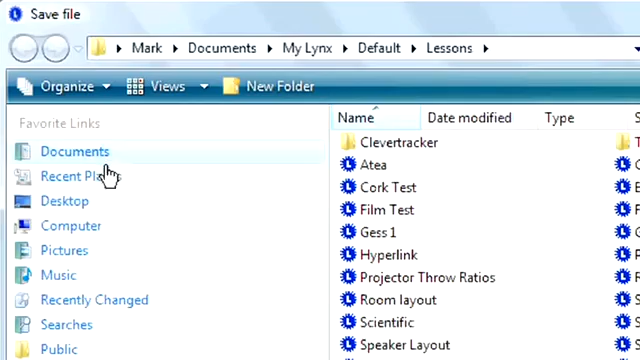 Save file
Mark Documents My Lynx Default Lessons
Organize Views New Folder
Favorite Links
Documents
Recent
Desktop
Computer
Pictures
Music
Recently Changed
Searches
Public
Name Date modified Type
Clevertracker
Atea
Cork Test
Film Test
Gess 1
Hyperlink
Projector Throw Ratios
Room layout
Scientific
Speaker Layout